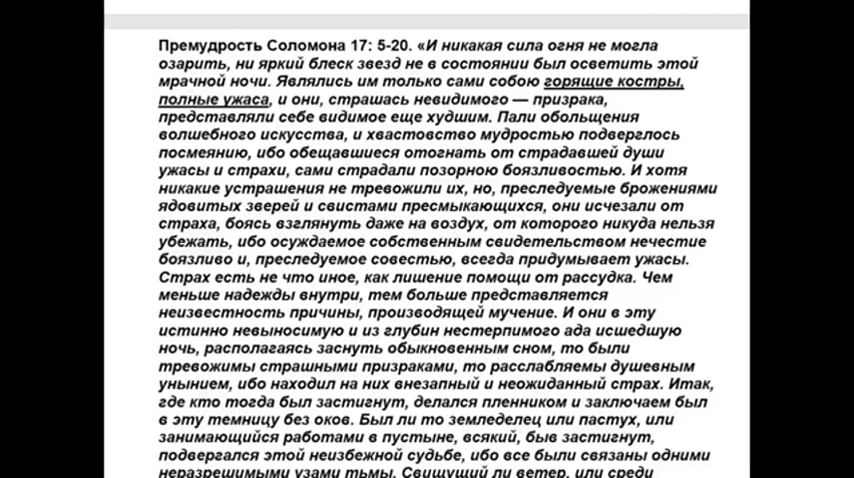 Премудрость Соломона 17: 5-20. «И никакая сила огня не могла
озарить, ни яркий блеск звезд не в состоянии был осветить этой
мрачной ночи. Являлись им только сами собою горящие костры,
полные ужаса, и они, страшась невидимого — призрака,
представляли себе видимое еще худшим. Пали обольщения
волшебного искусства, и хвастовство мудростью подверглось
посмеянию, ибо обещавшиеся отогнать от страдавшей души
ужасы и страхи, сами страдали позорною боязливостью. И хотя
никакие устрашения не тревожили их, но, преследуемые брожениями
ядовитых зверей и свистами пресмыкающихся, они исчезали от
страха, боясь взглянуть даже на воздух, от которого никуда нельзя
убежать, ибо осуждаемое собственным свидетельством нечестие
боязливо и, преследуемое совестью, всегда придумывает ужасы.
Страх есть не что иное, как лишение помощи от рассудка. Чем
меньше надежды внутри, тем больше представляется
неизвестность причины, производящей мучение. И они в эту
истинно невыносимую и из глубин нестерпимого ада исшедшую
ночь, располагаясь заснуть обыкновенным сном, то были
тревожимы страшными призраками, то расслабляемы душевным
унынием, ибо находил на них внезапный и неожиданный страх. Итак,
где кто тогда был застигнут, делался пленником и заключаем был
в эту темницу без оков. Был ли то земледелец или пастух, или
занимающийся работами в пустыне, всякий, быв застигнут,
подвергался этой неизбежной судьбе, ибо все были связаны одними
неразрешимыми узами тьмы. Свищущий ли ветер, или среди